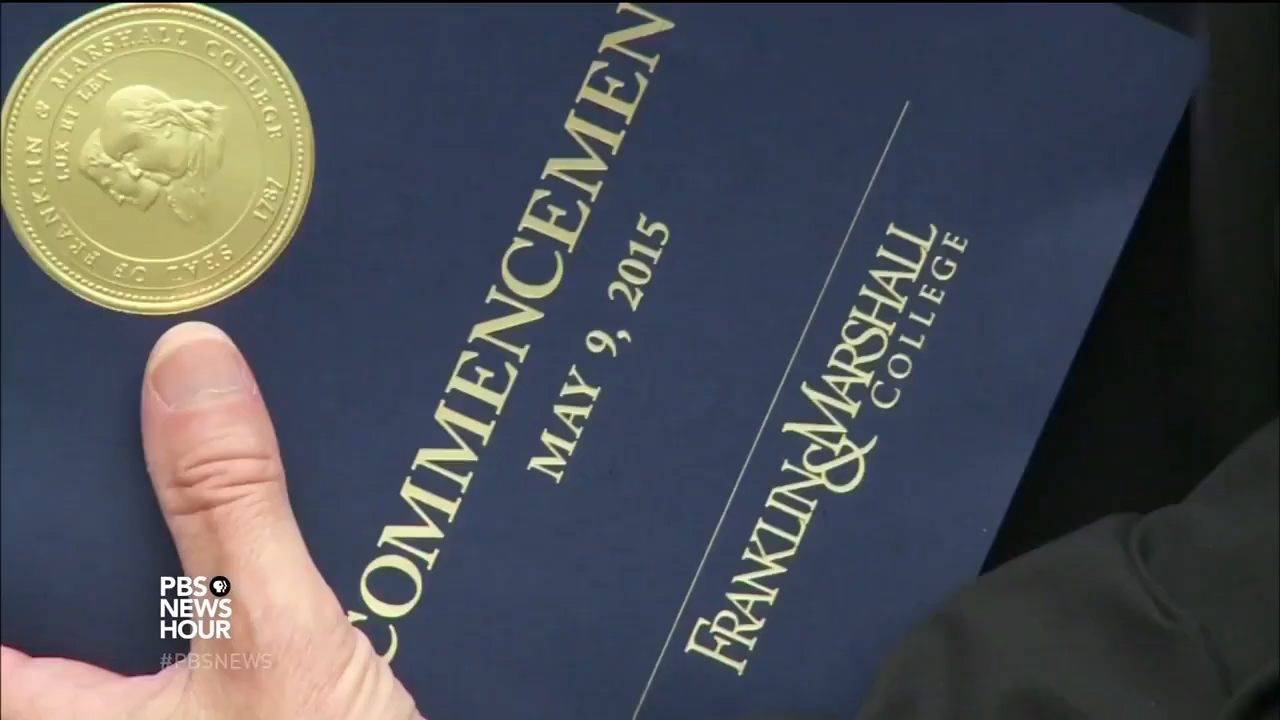 SEAL OF FRANKLIN & MARSHALL COLLEGE 1787
LUX ET LEX
COMMENCEMEN
MAY 9, 2015
FRANKLIN & MARSHALL
COLLEGE
PBS
NEWS
HOUR
#PBSNEWS